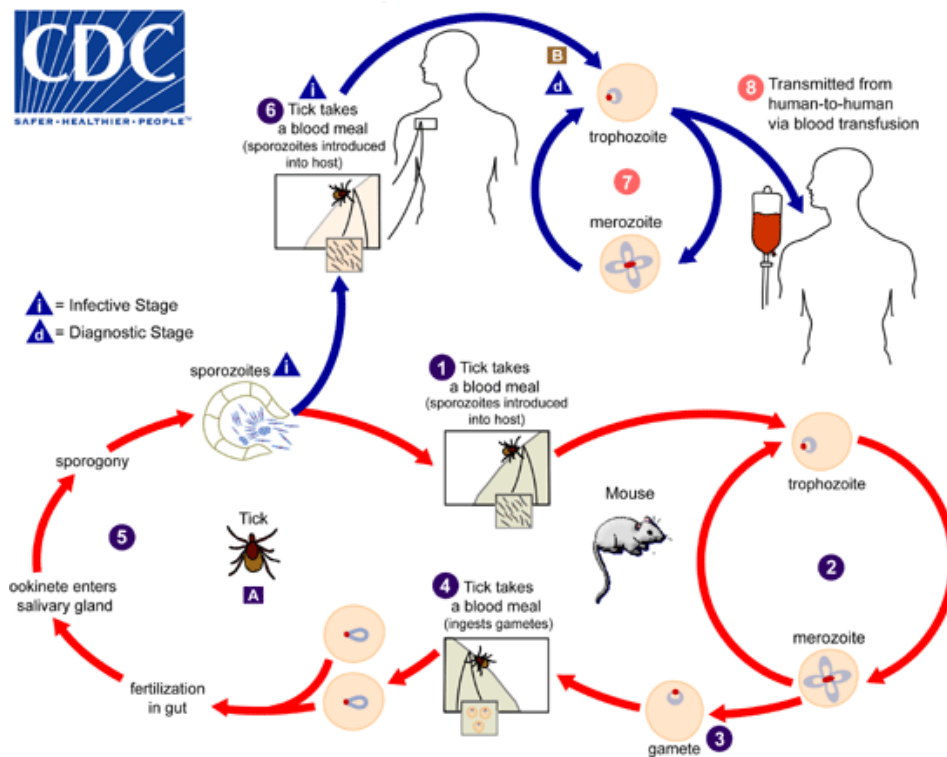 CDC
SAFER • HEALTHIER • PEOPLE™
i
6 Tick takes
a blood meal
(sporozoites introduced
into host)
B
d
trophozoite
7
merozoite
8 Transmitted from
human-to-human
via blood transfusion
i = Infective Stage
d = Diagnostic Stage
sporozoites i
1 Tick takes
a blood meal
(sporozoites introduced
into host)
trophozoite
sporogony
Mouse
Tick
5
A
2
ookinete enters
salivary gland
4 Tick takes
a blood meal
(ingests gametes)
merozoite
fertilization
in gut
gamete
3